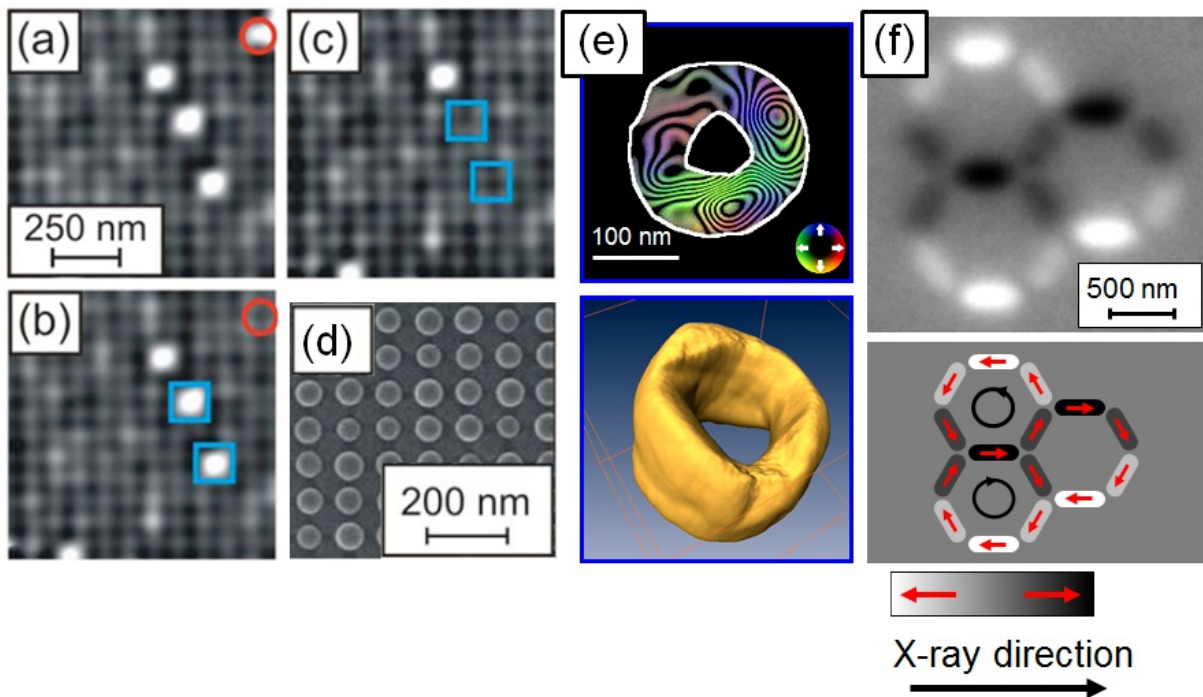 (a)
250 nm
(b)
(c)
(d)
200 nm
(e)
100 nm
(f)
500 nm
X-ray direction